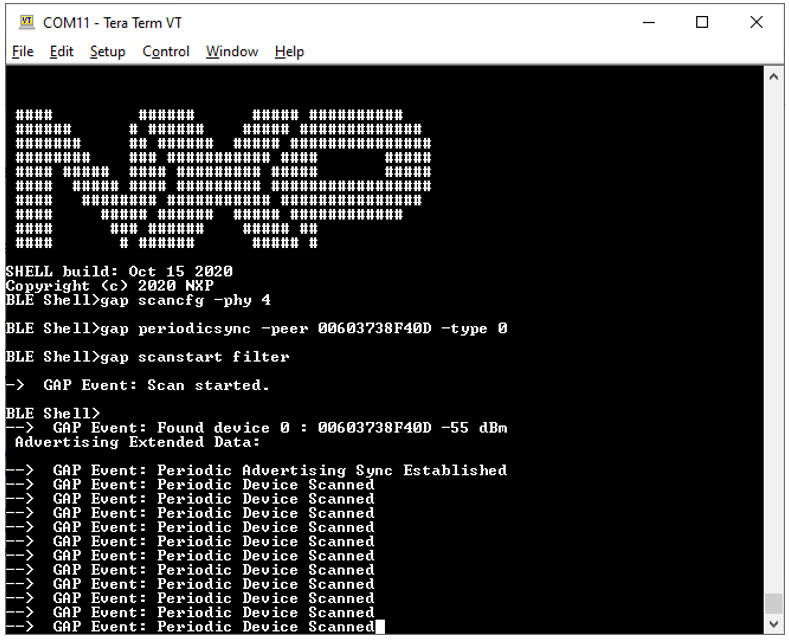 COM11 - Tera Term VT
File Edit Setup Control Window Help
NXP
SHELL build: Oct 15 2020
Copyright (c) 2020 NXP
BLE Shell>gap scancfg -phy 4
BLE Shell>gap periodicsync -peer 00603738F40D -type 0
BLE Shell>gap scanstart filter
-> GAP Event: Scan started.
BLE Shell>
--> GAP Event: Found device 0 : 00603738F40D -55 dBm
Advertising Extended Data:
--> GAP Event: Periodic Advertising Sync Established
--> GAP Event: Periodic Device Scanned
--> GAP Event: Periodic Device Scanned
--> GAP Event: Periodic Device Scanned
--> GAP Event: Periodic Device Scanned
--> GAP Event: Periodic Device Scanned
--> GAP Event: Periodic Device Scanned
--> GAP Event: Periodic Device Scanned
--> GAP Event: Periodic Device Scanned
--> GAP Event: Periodic Device Scanned
--> GAP Event: Periodic Device Scanned
--> GAP Event: Periodic Device Scanned